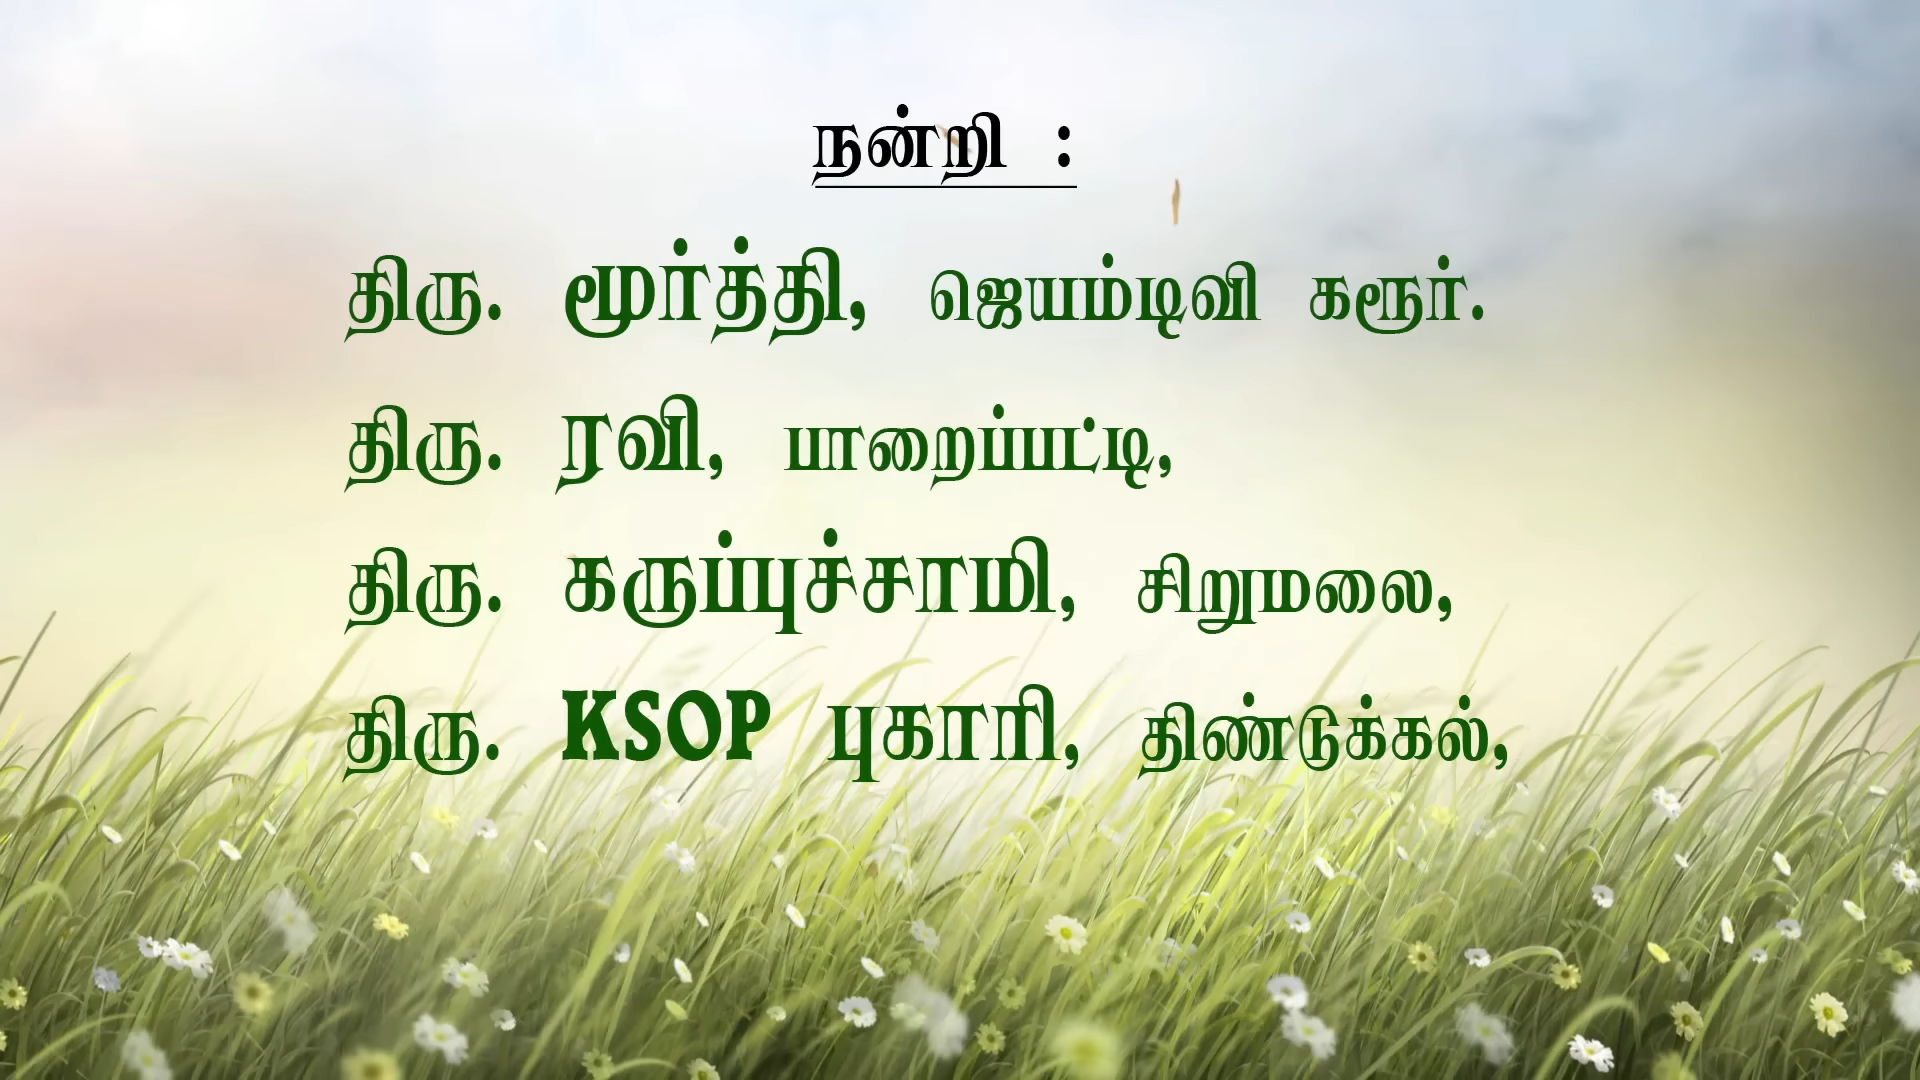 நன்றி :
திரு. மூர்த்தி, ஜெயம்டிவி கரூர்.
திரு. ரவி, பாறைப்பட்டி,
திரு. கருப்புச்சாமி, சிறுமலை,
திரு. KSOP புகாரி, திண்டுக்கல்,